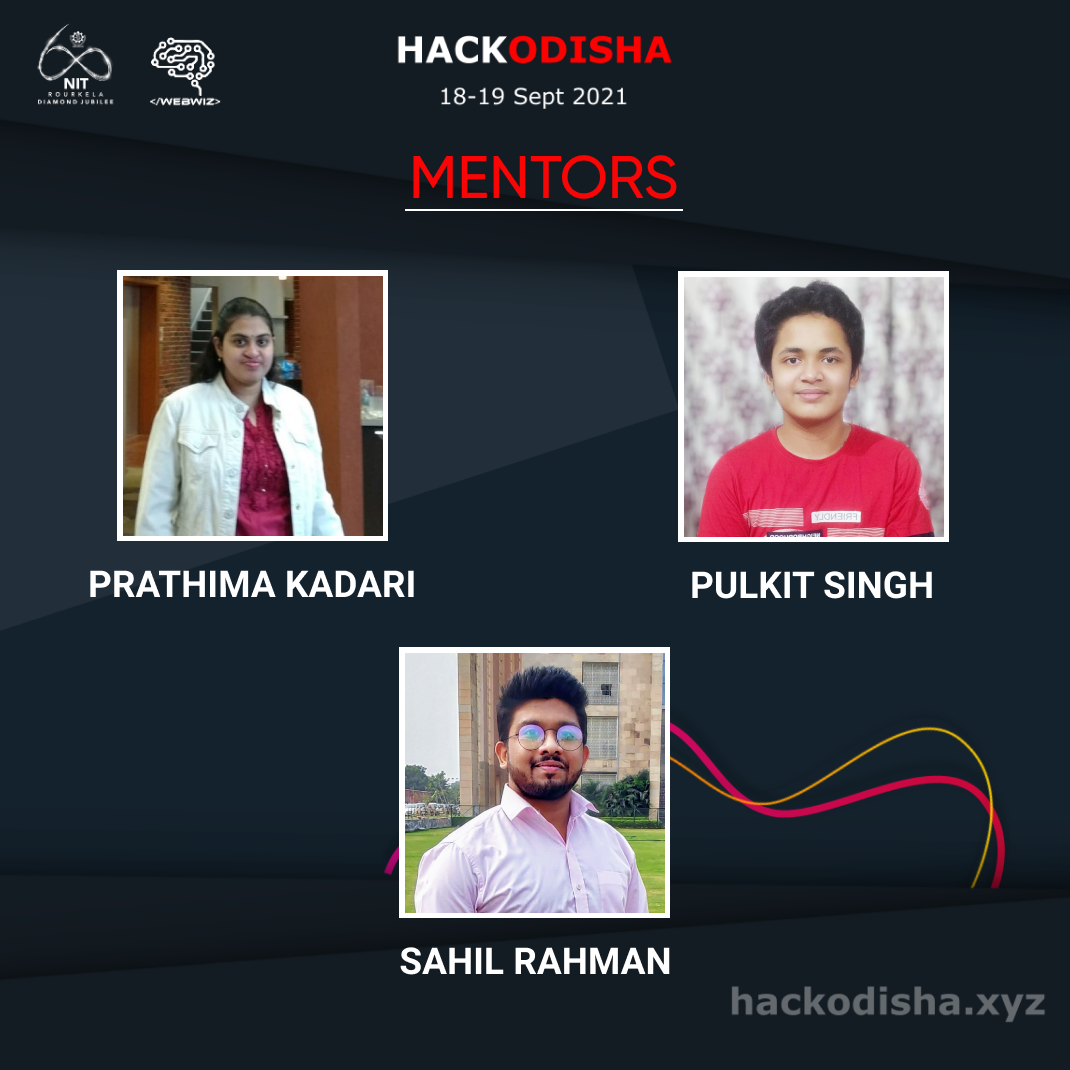 HACKODISHA
18-19 Sept 2021
NIT
ROURKELA
DIAMOND JUBILEE
</WEBWIZ>
MENTORS
FRIENDLY
PRATHIMA KADARI
PULKIT SINGH
SAHIL RAHMAN
hackodisha.xyz